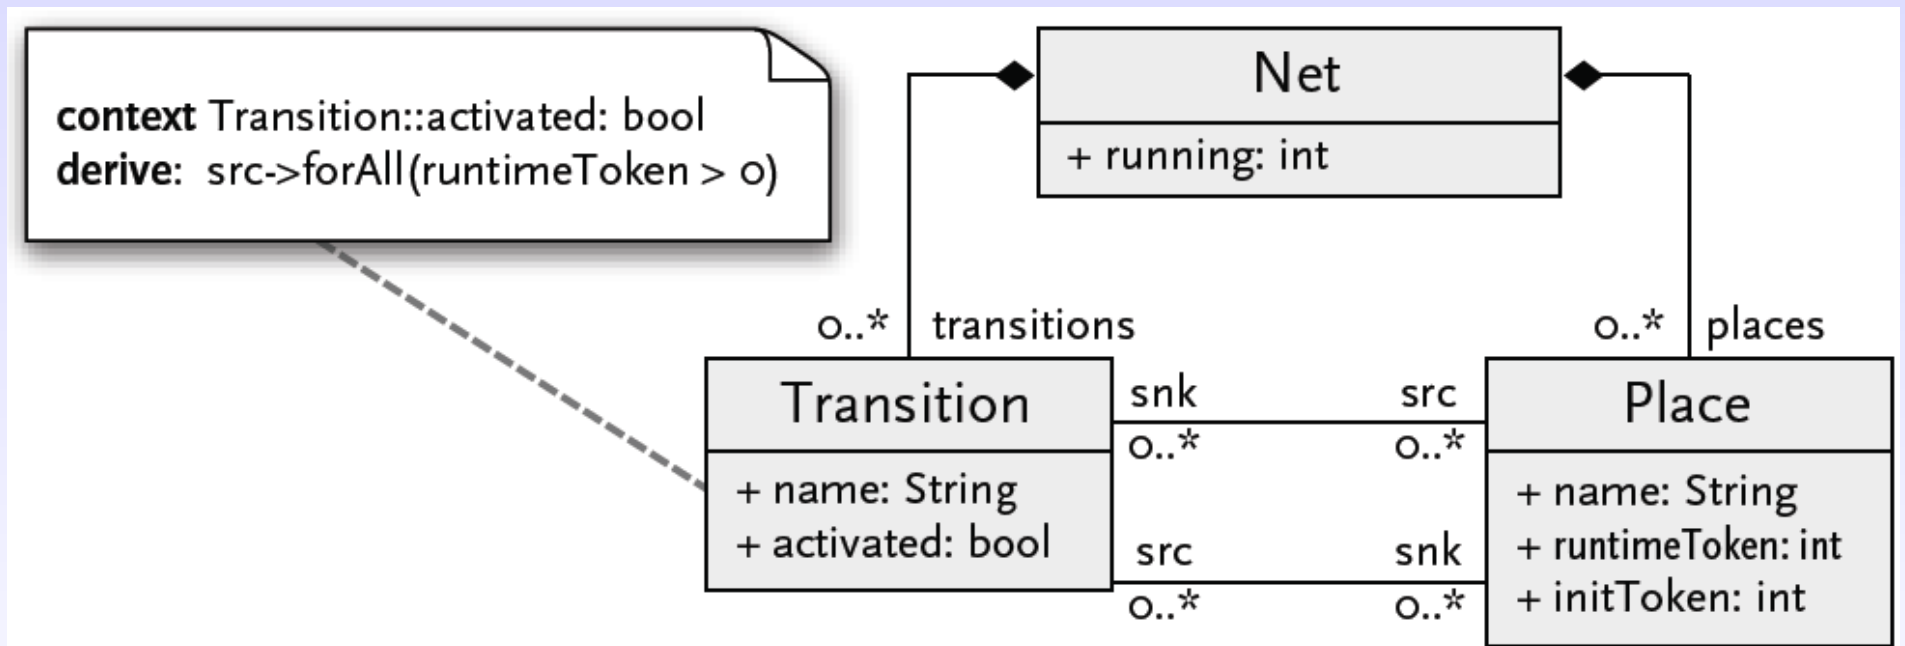 context Transition::activated: bool
derive: src->forAll(runtimeToken > 0)
Net
+ running: int
0..* transitions
0..* places
Transition
+ name: String
+ activated: bool
snk src
0..* 0..*
src snk
0..* 0..*
Place
+ name: String
+ runtimeToken: int
+ initToken: int